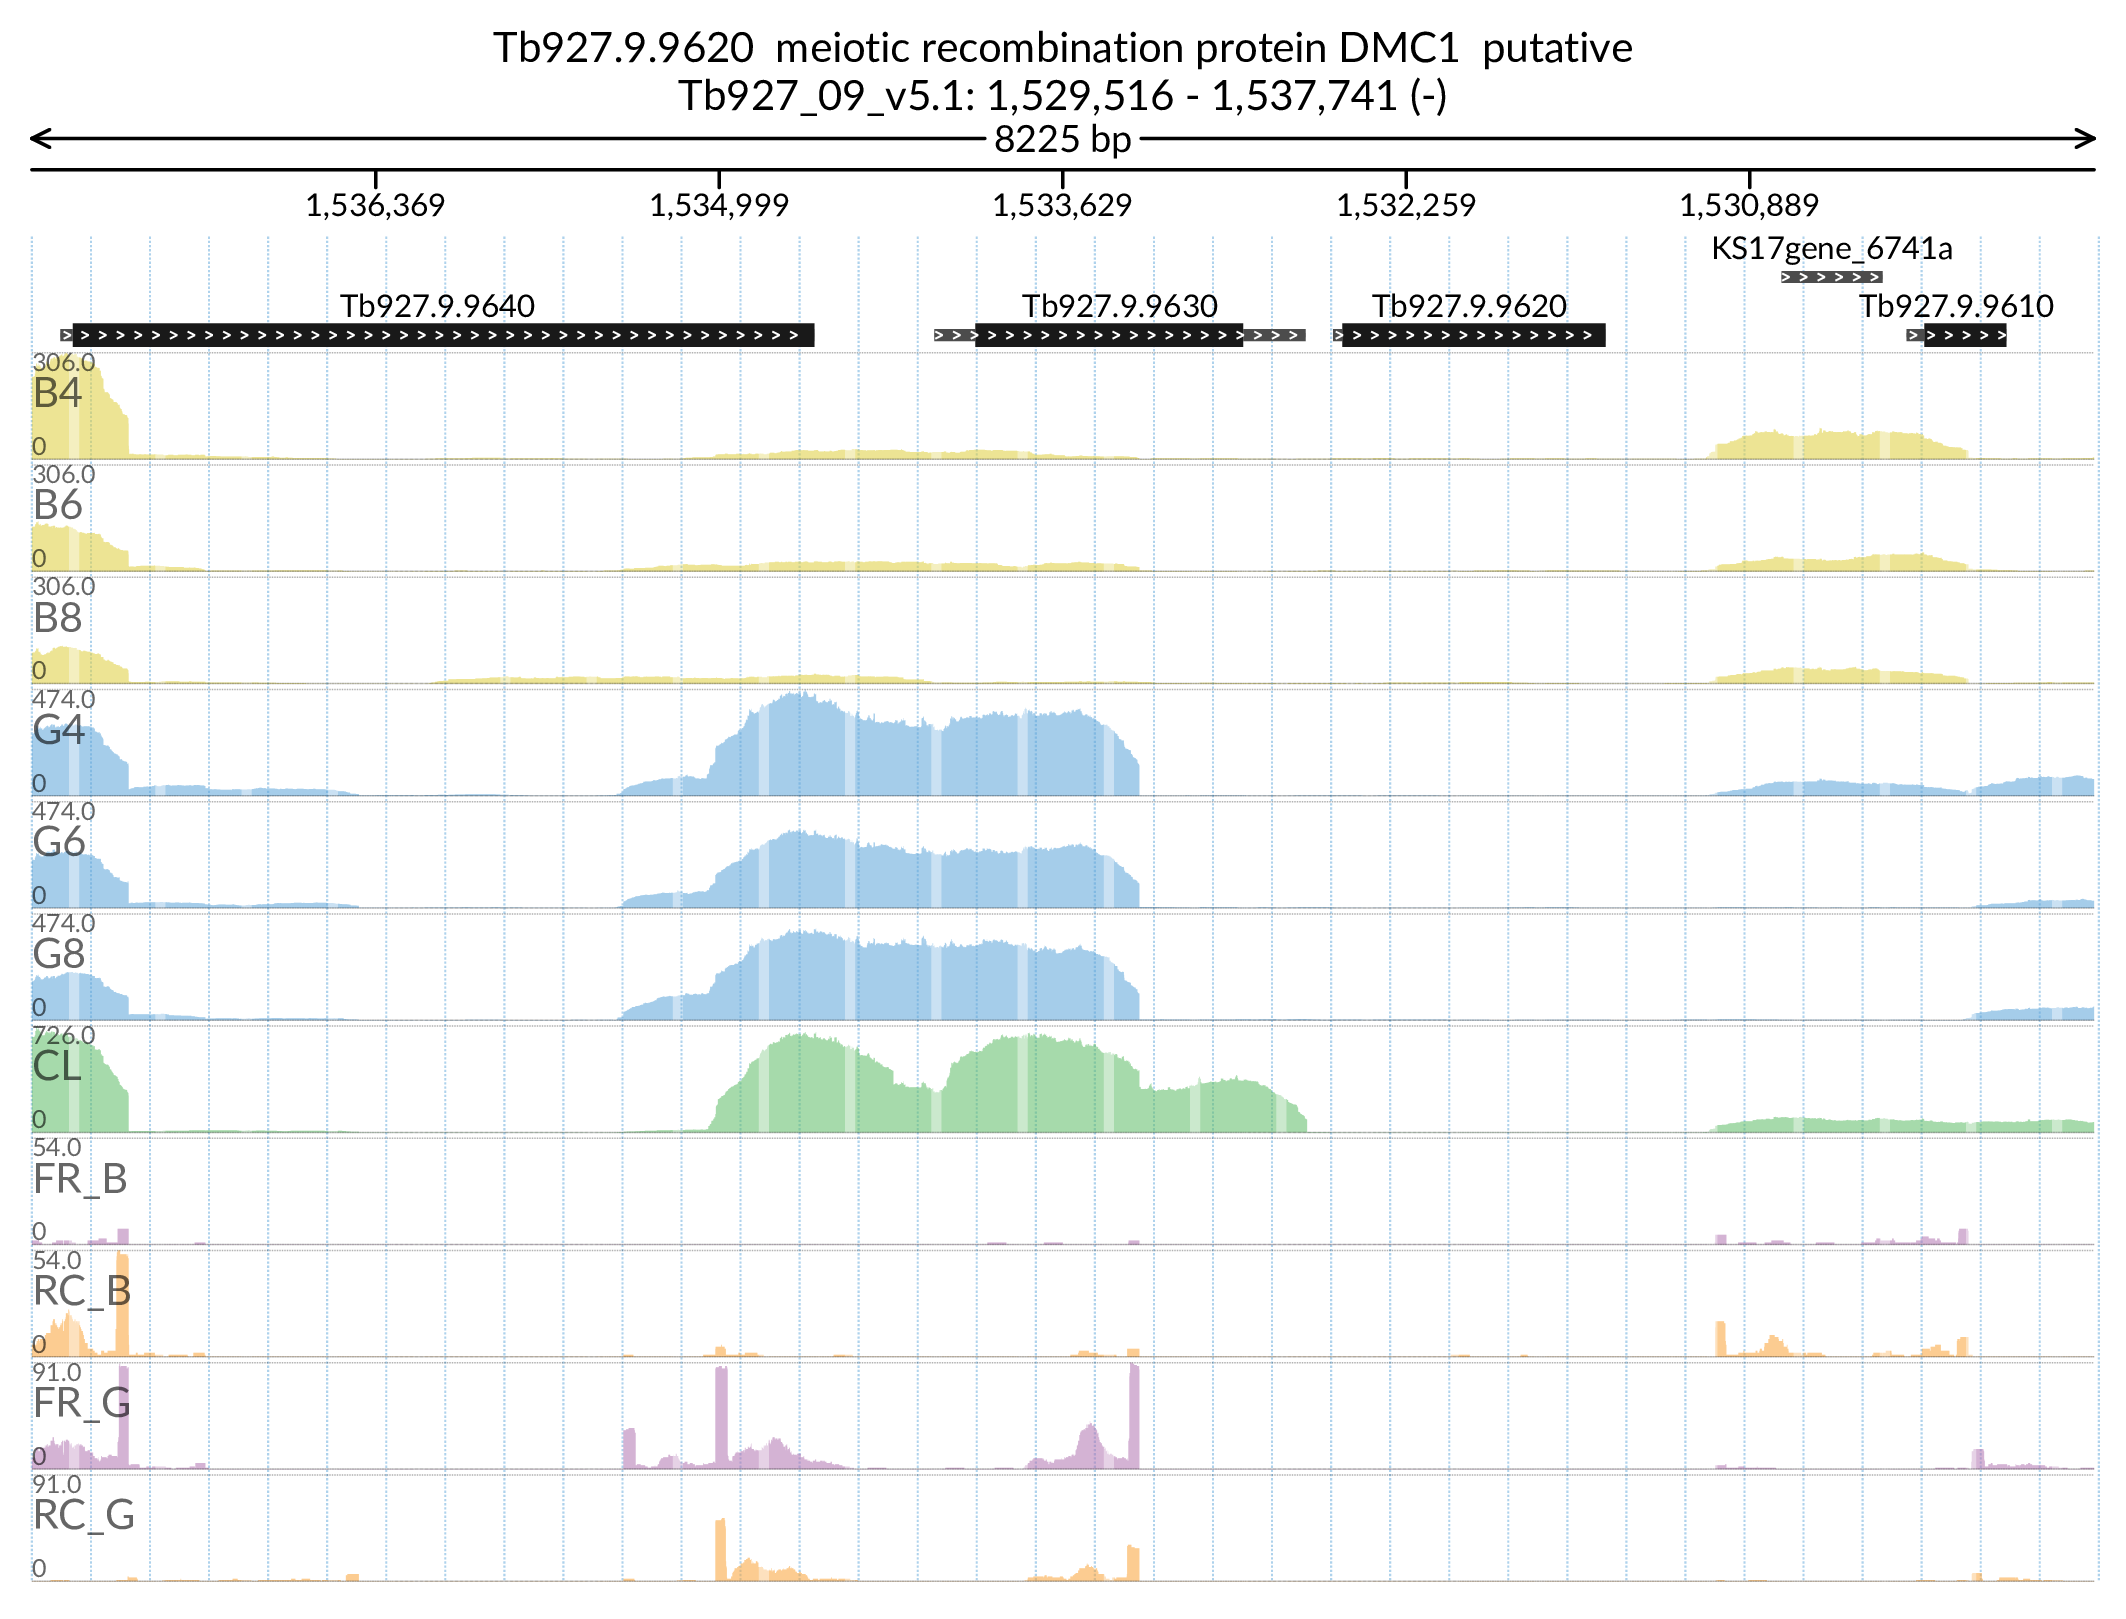 Tb927.9.9620 meiotic recombination protein DMC1 putative
Tb927_09_v5.1: 1,529,516 - 1,537,741 (-)
8225 bp
1,536,369 1,534,999 1,533,629 1,532,259 1,530,889
KS17gene_6741a
Tb927.9.9640 Tb927.9.9630 Tb927.9.9620 Tb927.9.9610
306.0
B4
0
306.0
B6
0
306.0
B8
0
474.0
G4
0
474.0
G6
0
474.0
G8
0
726.0
CL
0
54.0
FR_B
0
54.0
RC_B
0
91.0
FR_G
0
91.0
RC_G
0